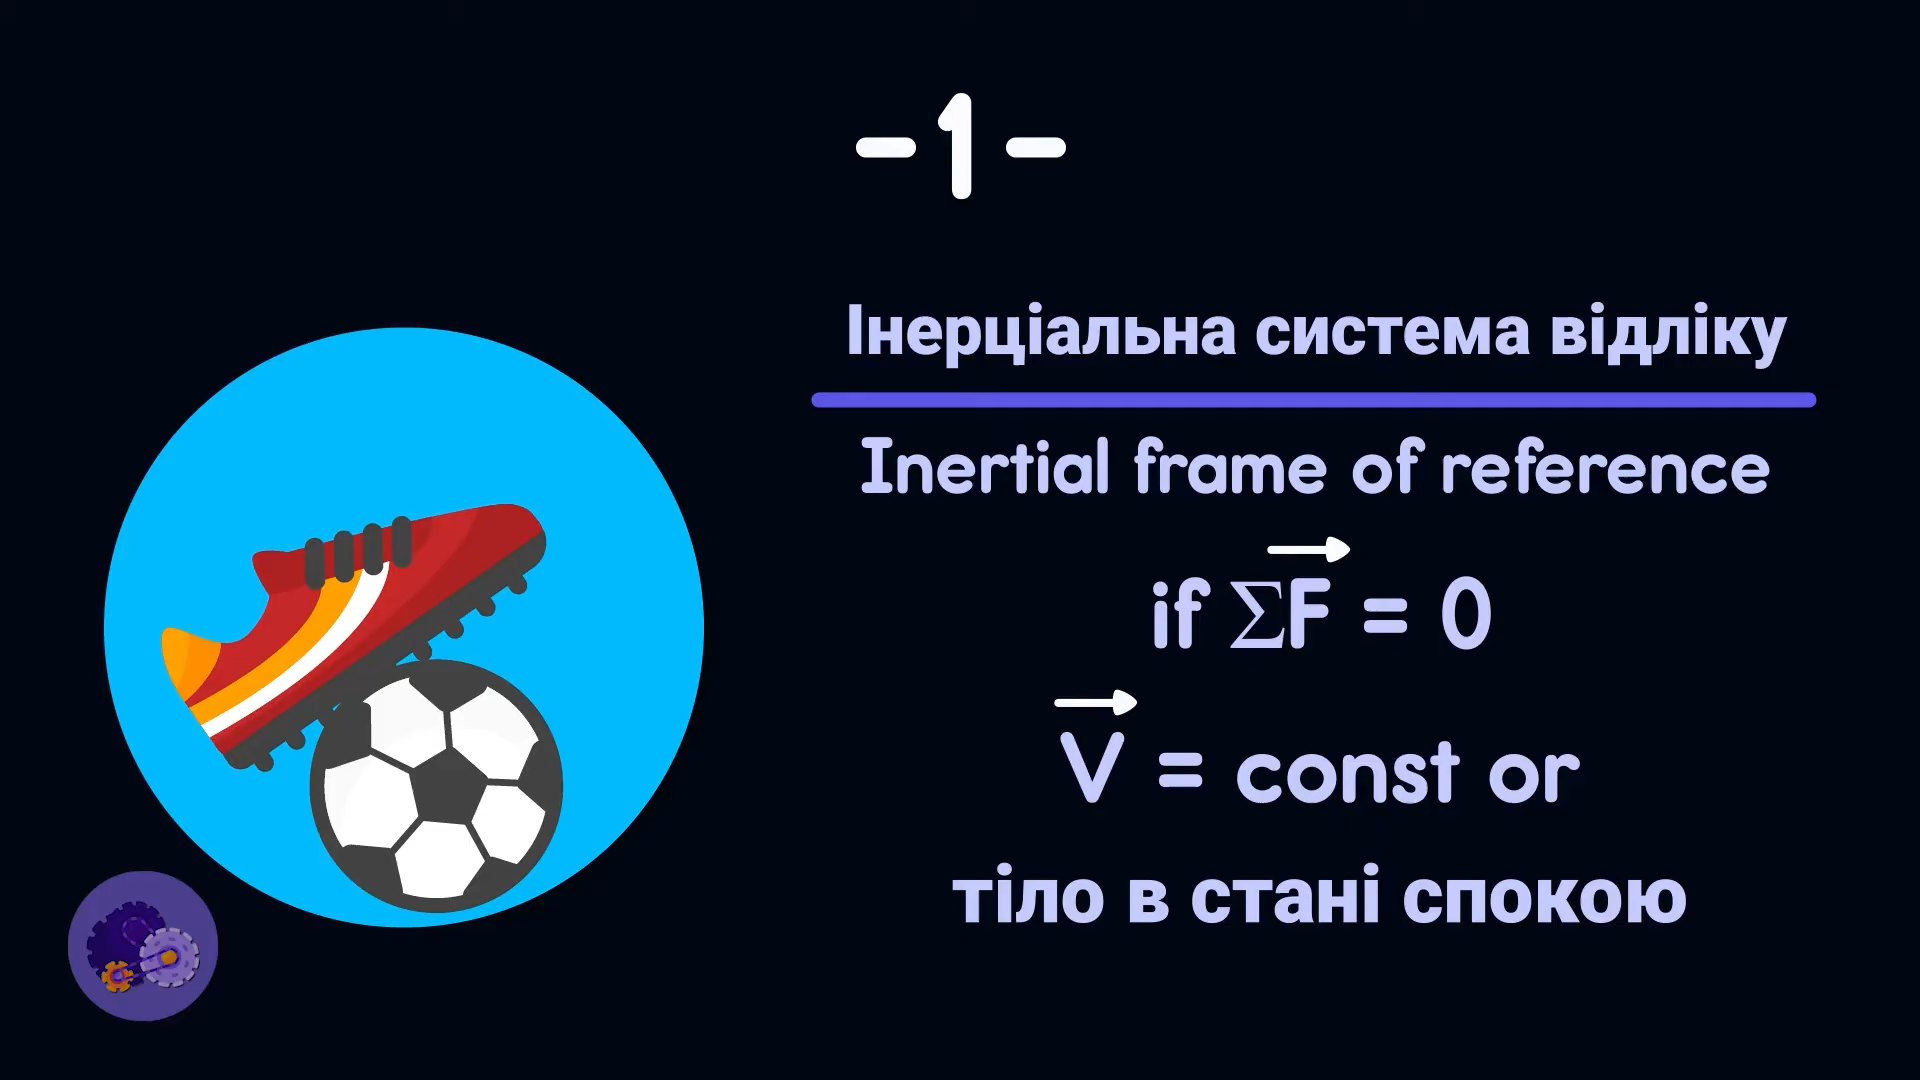 -1-
Інерціальна система відліку
Inertial frame of reference
if ΣF⃗ = 0
V⃗ = const or
тіло в стані спокою